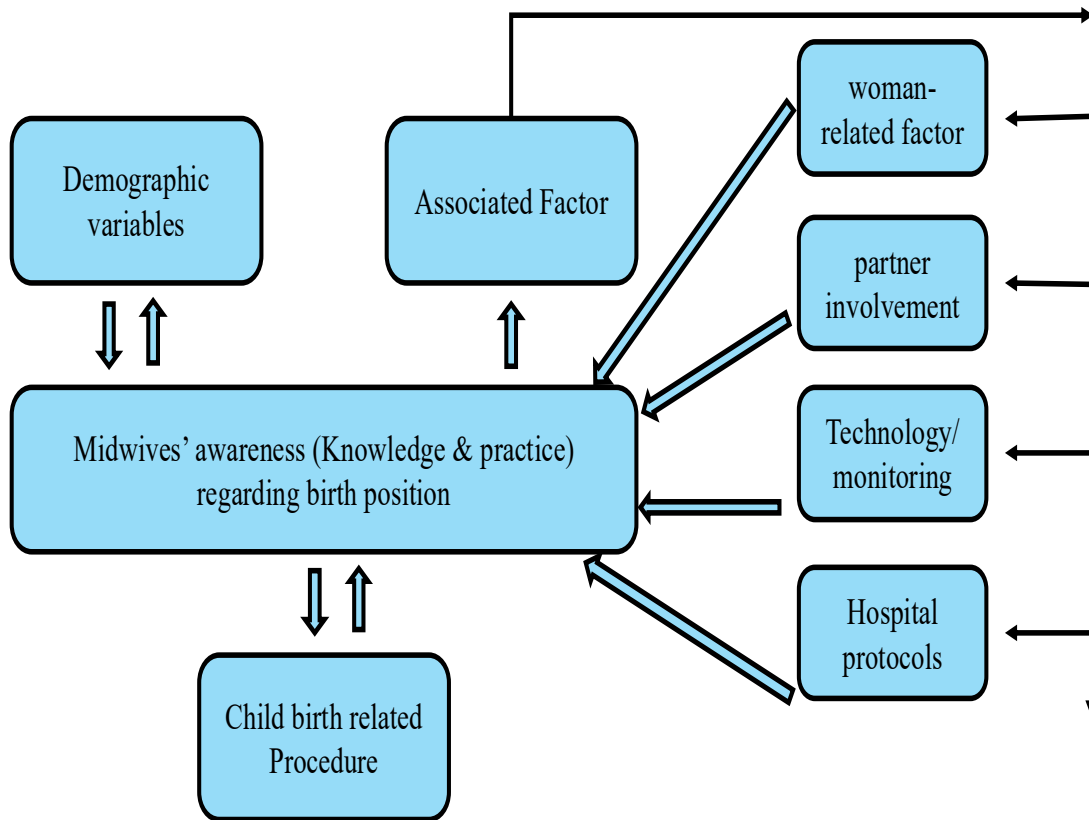 woman-
related factor
Demographic
variables
Associated Factor
partner
involvement
Midwives’ awareness (Knowledge & practice)
regarding birth position
Technology/
monitoring
Hospital
protocols
Child birth related
Procedure